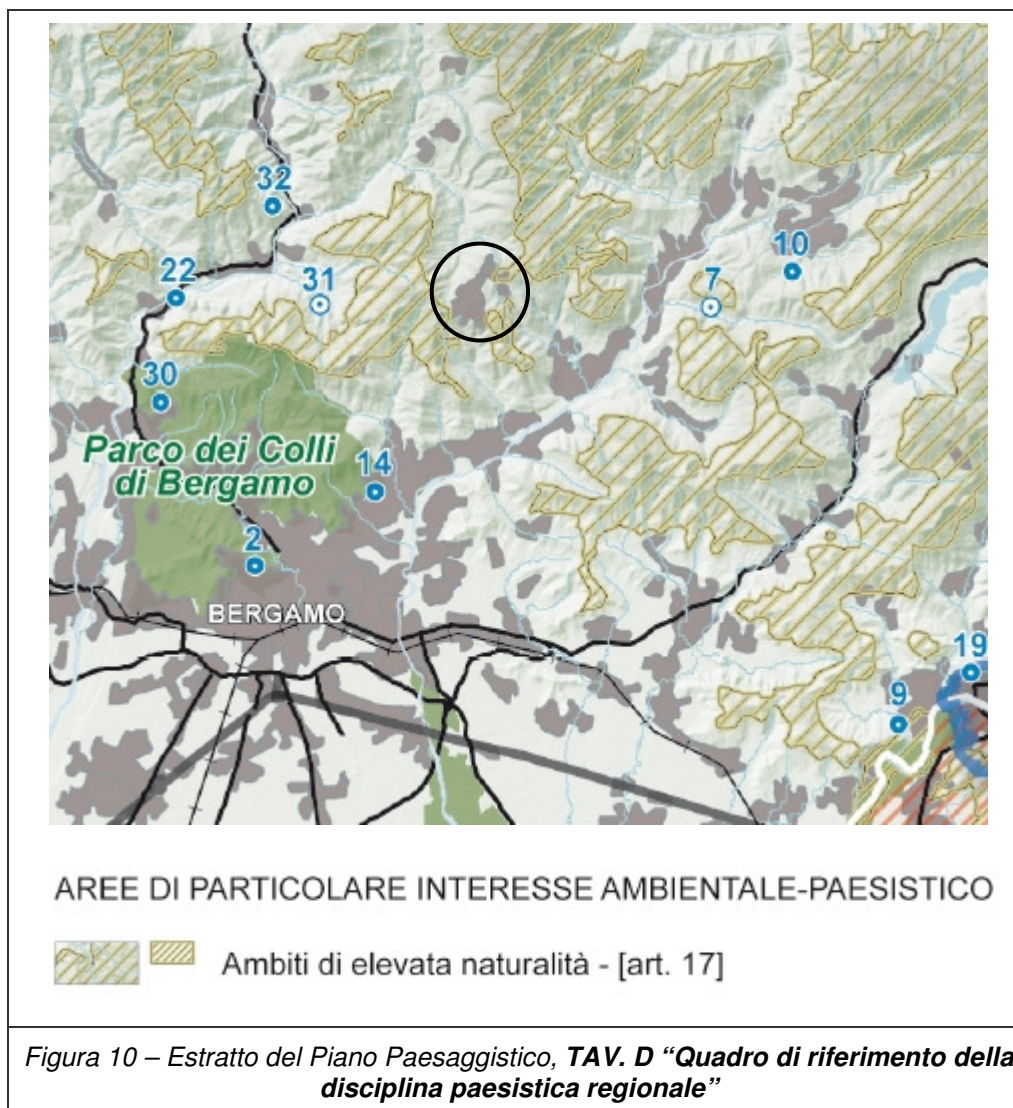 32
10
22
31
7
30
Parco dei Colli
di Bergamo
14
2
BERGAMO
19
9
AREE DI PARTICOLARE INTERESSE AMBIENTALE-PAESISTICO
Ambiti di elevata naturalità - [art. 17]
Figura 10 – Estratto del Piano Paesaggistico, TAV. D “Quadro di riferimento della
disciplina paesistica regionale”